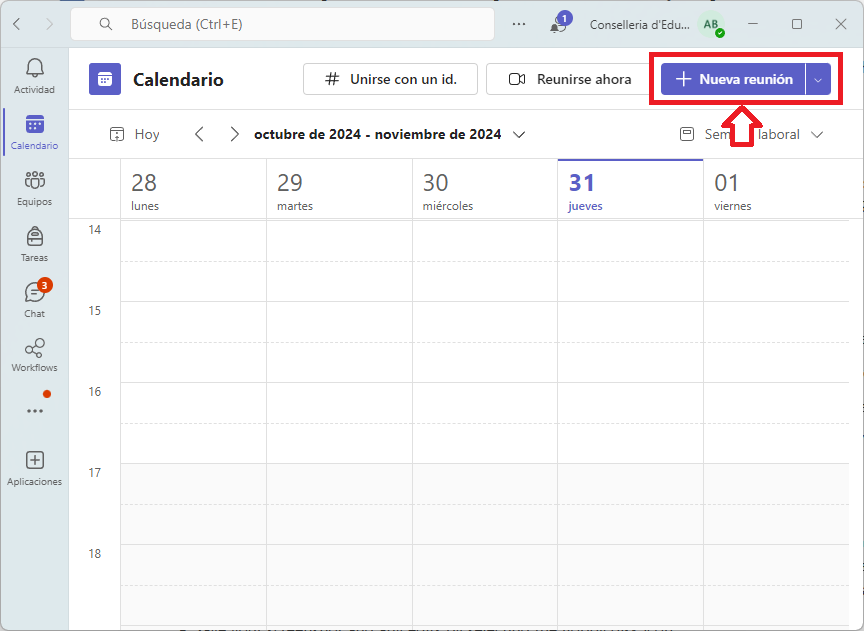 Búsqueda (Ctrl+E)
1
Conselleria d'Edu...
AB
Calendario
# Unirse con un id.
Reunirse ahora
Nueva reunión
Hoy
octubre de 2024 - noviembre de 2024
laboral
28
lunes
29
martes
30
miércoles
31
jueves
01
viernes
14
15
16
17
18
Actividad
Calendario
Equipos
Tareas
3
Chat
Workflows
Aplicaciones